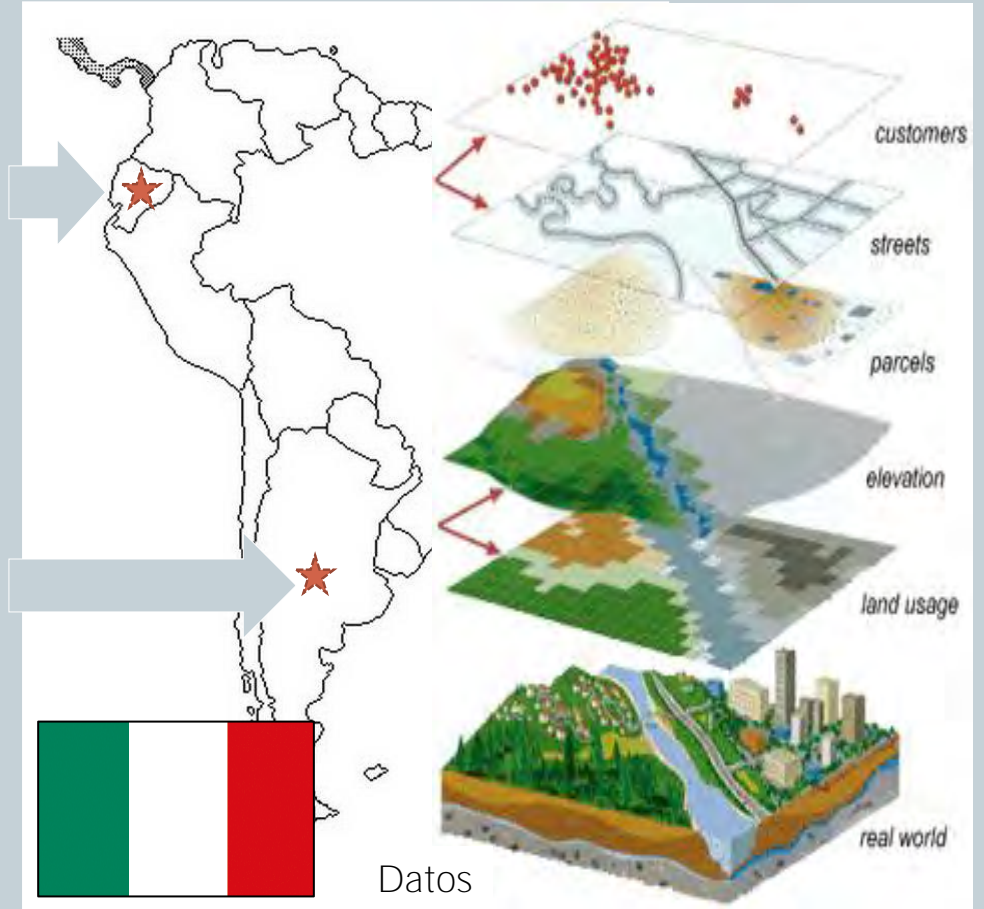 customers
streets
parcels
elevation
land usage
real world
Datos